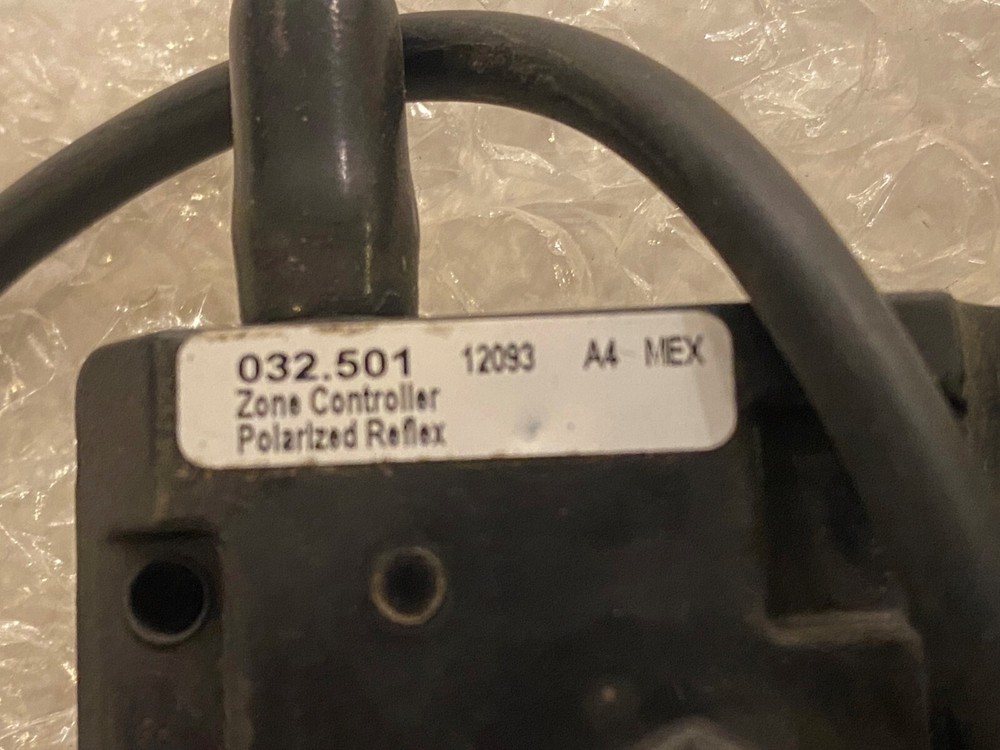 032.501 12093 A4 MEX
Zone Controller
Polarized Reflex